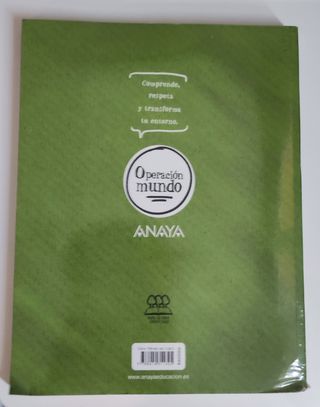 Comprende,
respeta
y transforma
tu entorno.
Operación
mundo
ANAYA
www.anayaeducacion.es